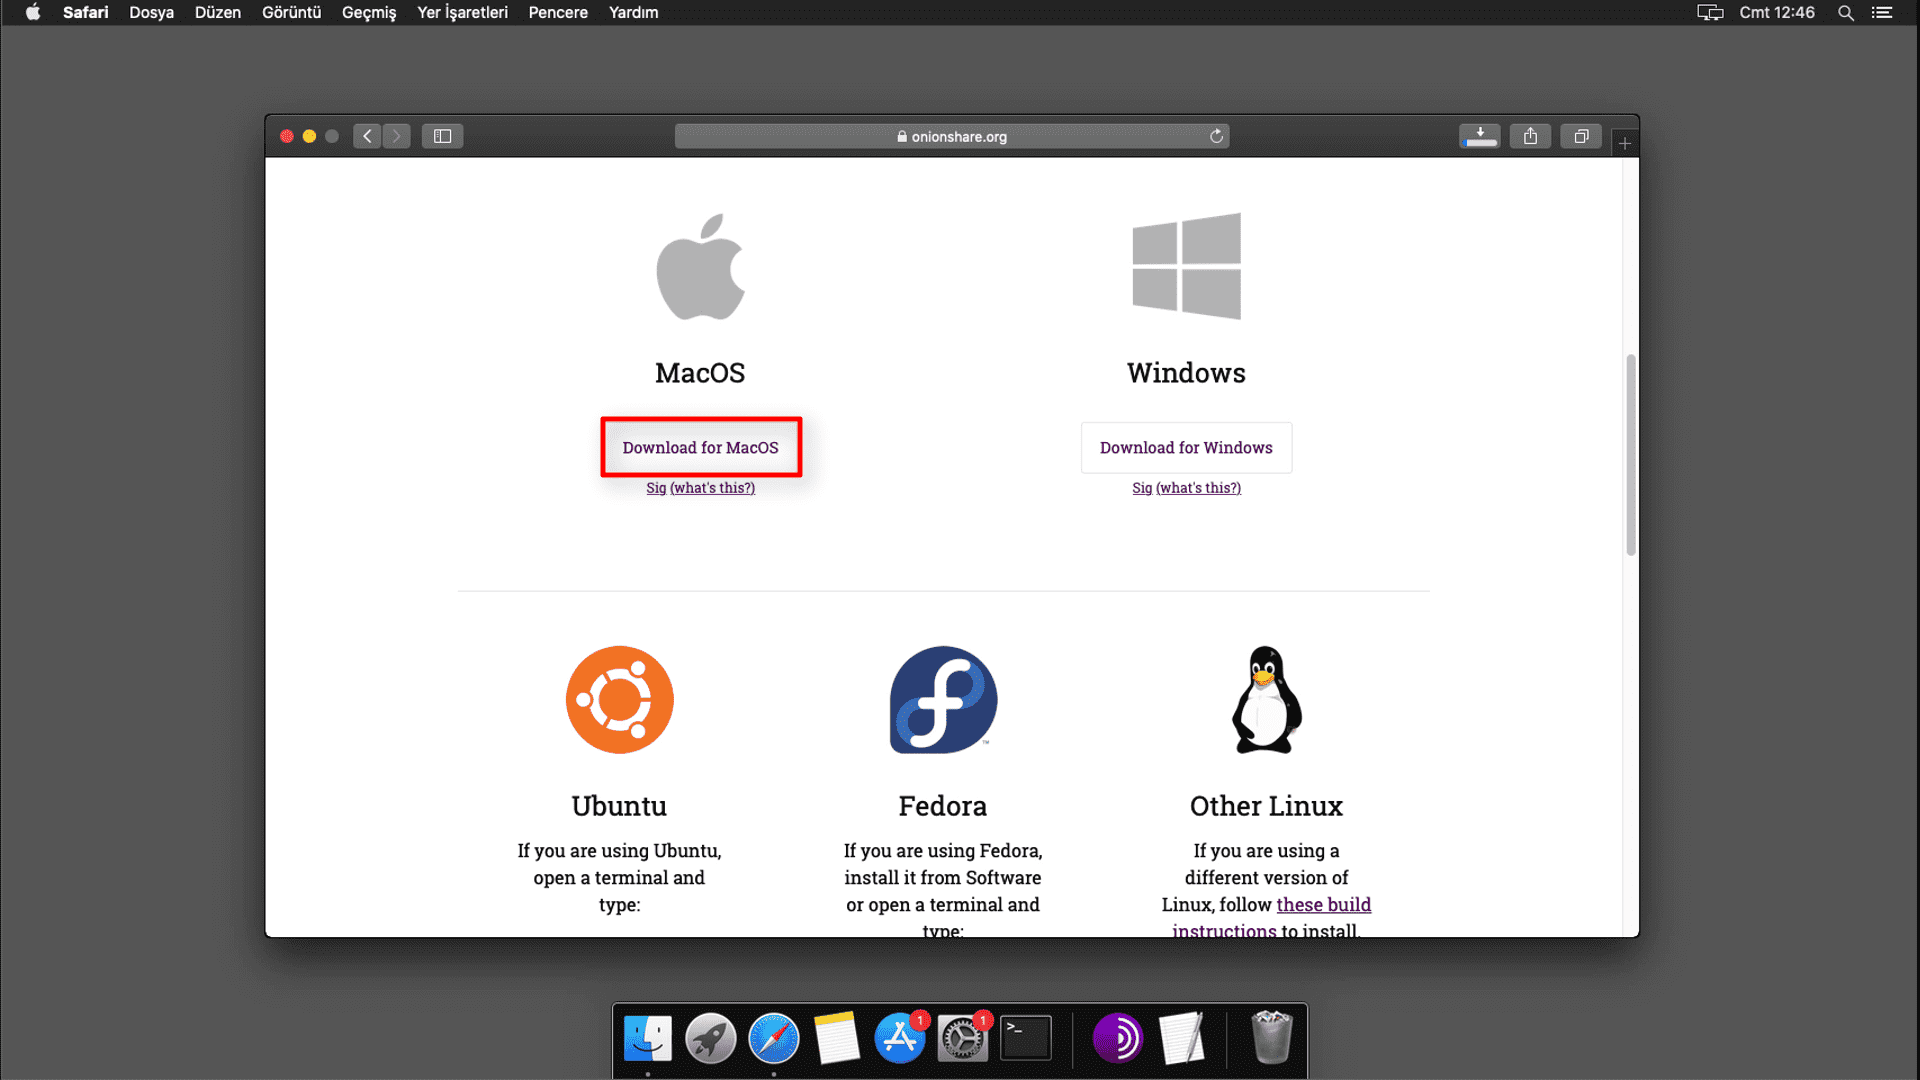 Safari Dosya Düzen Görüntü Geçmiş Yer İşaretleri Pencere Yardım Cmt 12:46
onionshare.org
MacOS
Download for MacOS
Sig (what's this?)
Windows
Download for Windows
Sig (what's this?)
Ubuntu
If you are using Ubuntu,
open a terminal and
type:
Fedora
If you are using Fedora,
install it from Software
or open a terminal and
type:
Other Linux
If you are using a
different version of
Linux, follow these build
instructions to install.
1
1
>_